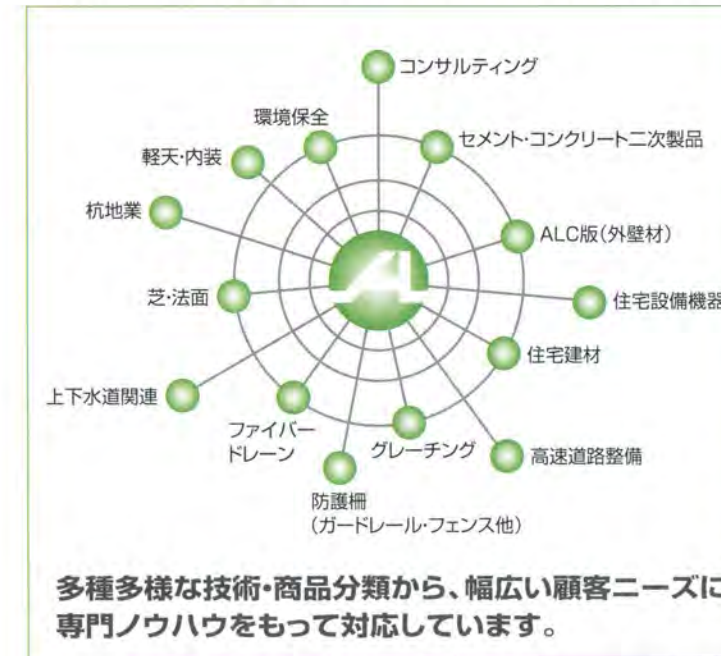 コンサルティング
環境保全
セメント・コンクリート二次製品
軽天・内装
杭地業
ALC版(外壁材)
芝・法面
住宅設備機器
住宅建材
上下水道関連
ファイバー
ドレーン
グレーチング
高速道路整備
防護柵
(ガードレール・フェンス他)
多種多様な技術・商品分類から、幅広い顧客ニーズに
専門ノウハウをもって対応しています。